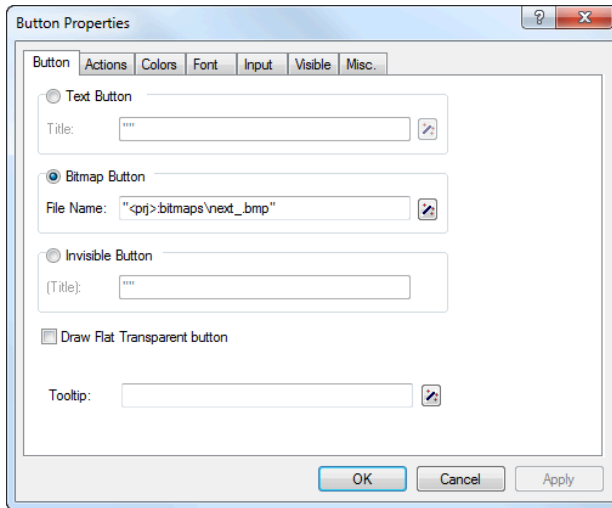 Button Properties
?
X
Button Actions Colors Font Input Visible Misc.
Text Button
Title: ""
Bitmap Button
File Name: "<prj>:bitmaps\next_.bmp"
Invisible Button
(Title): ""
Draw Flat Transparent button
Tooltip:
OK Cancel Apply